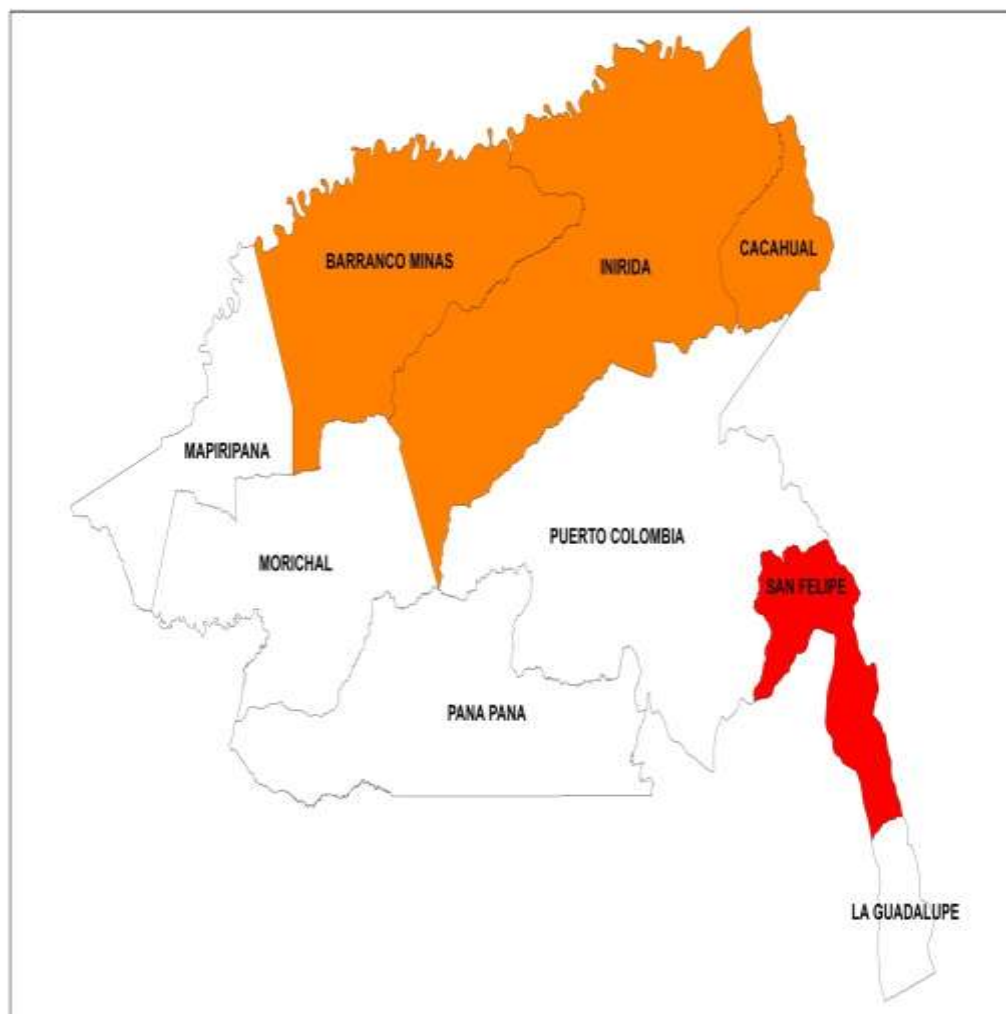 CACAHUAL
BARRANCO MINAS
INIRIDA
MAPIRIPANA
PUERTO COLOMBIA
MORICHAL
SAN FELIPE
PANA PANA
LA GUADALUPE